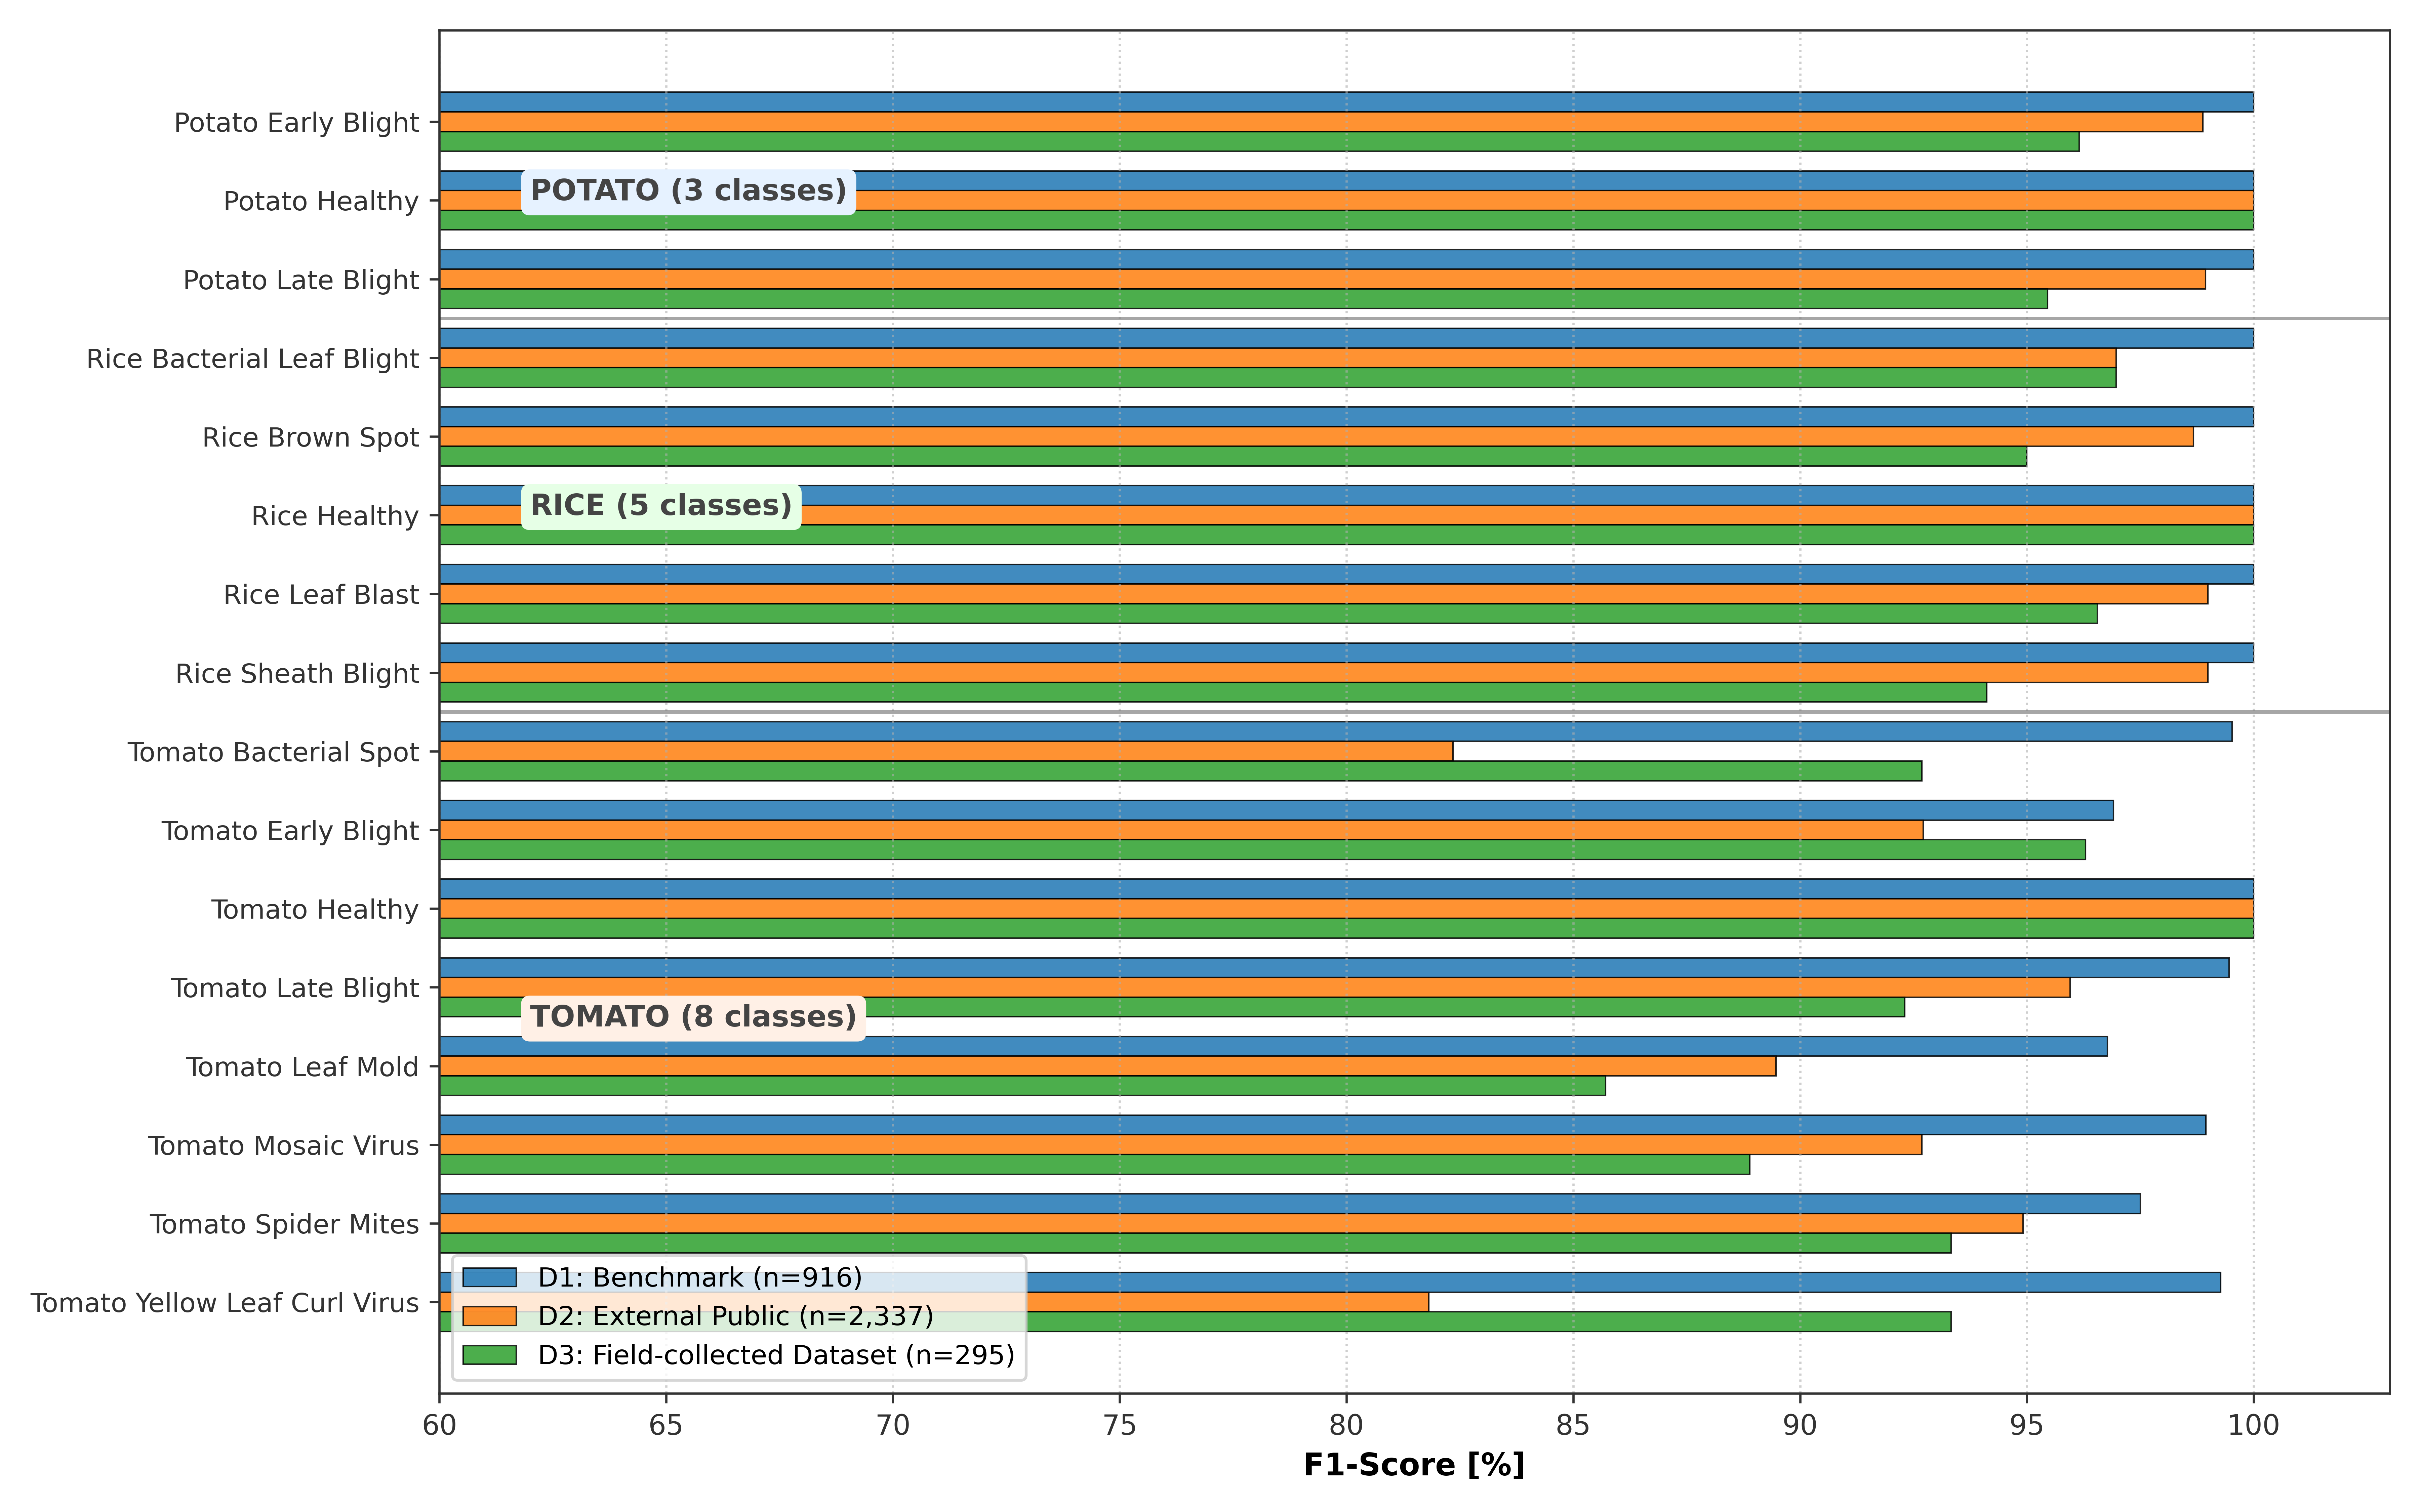 Potato Early Blight
Potato Healthy
POTATO (3 classes)
Potato Late Blight
Rice Bacterial Leaf Blight
Rice Brown Spot
Rice Healthy
RICE (5 classes)
Rice Leaf Blast
Rice Sheath Blight
Tomato Bacterial Spot
Tomato Early Blight
Tomato Healthy
Tomato Late Blight
TOMATO (8 classes)
Tomato Leaf Mold
Tomato Mosaic Virus
Tomato Spider Mites
Tomato Yellow Leaf Curl Virus
D1: Benchmark (n=916)
D2: External Public (n=2,337)
D3: Field-collected Dataset (n=295)
60 65 70 75 80 85 90 95 100
F1-Score [%]